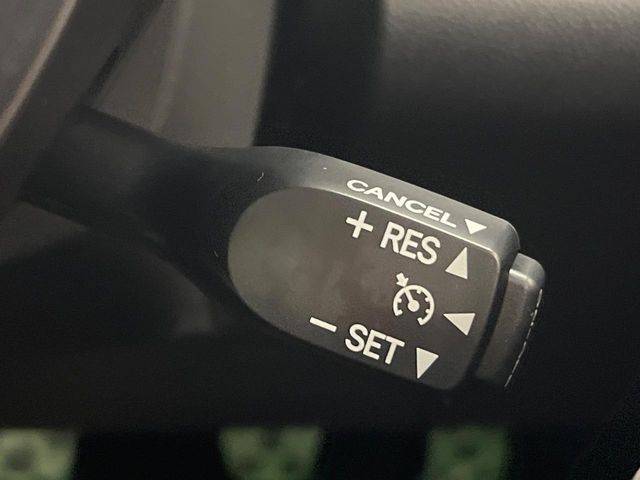 CANCEL ▼
+ RES ▲
◀
− SET ▼